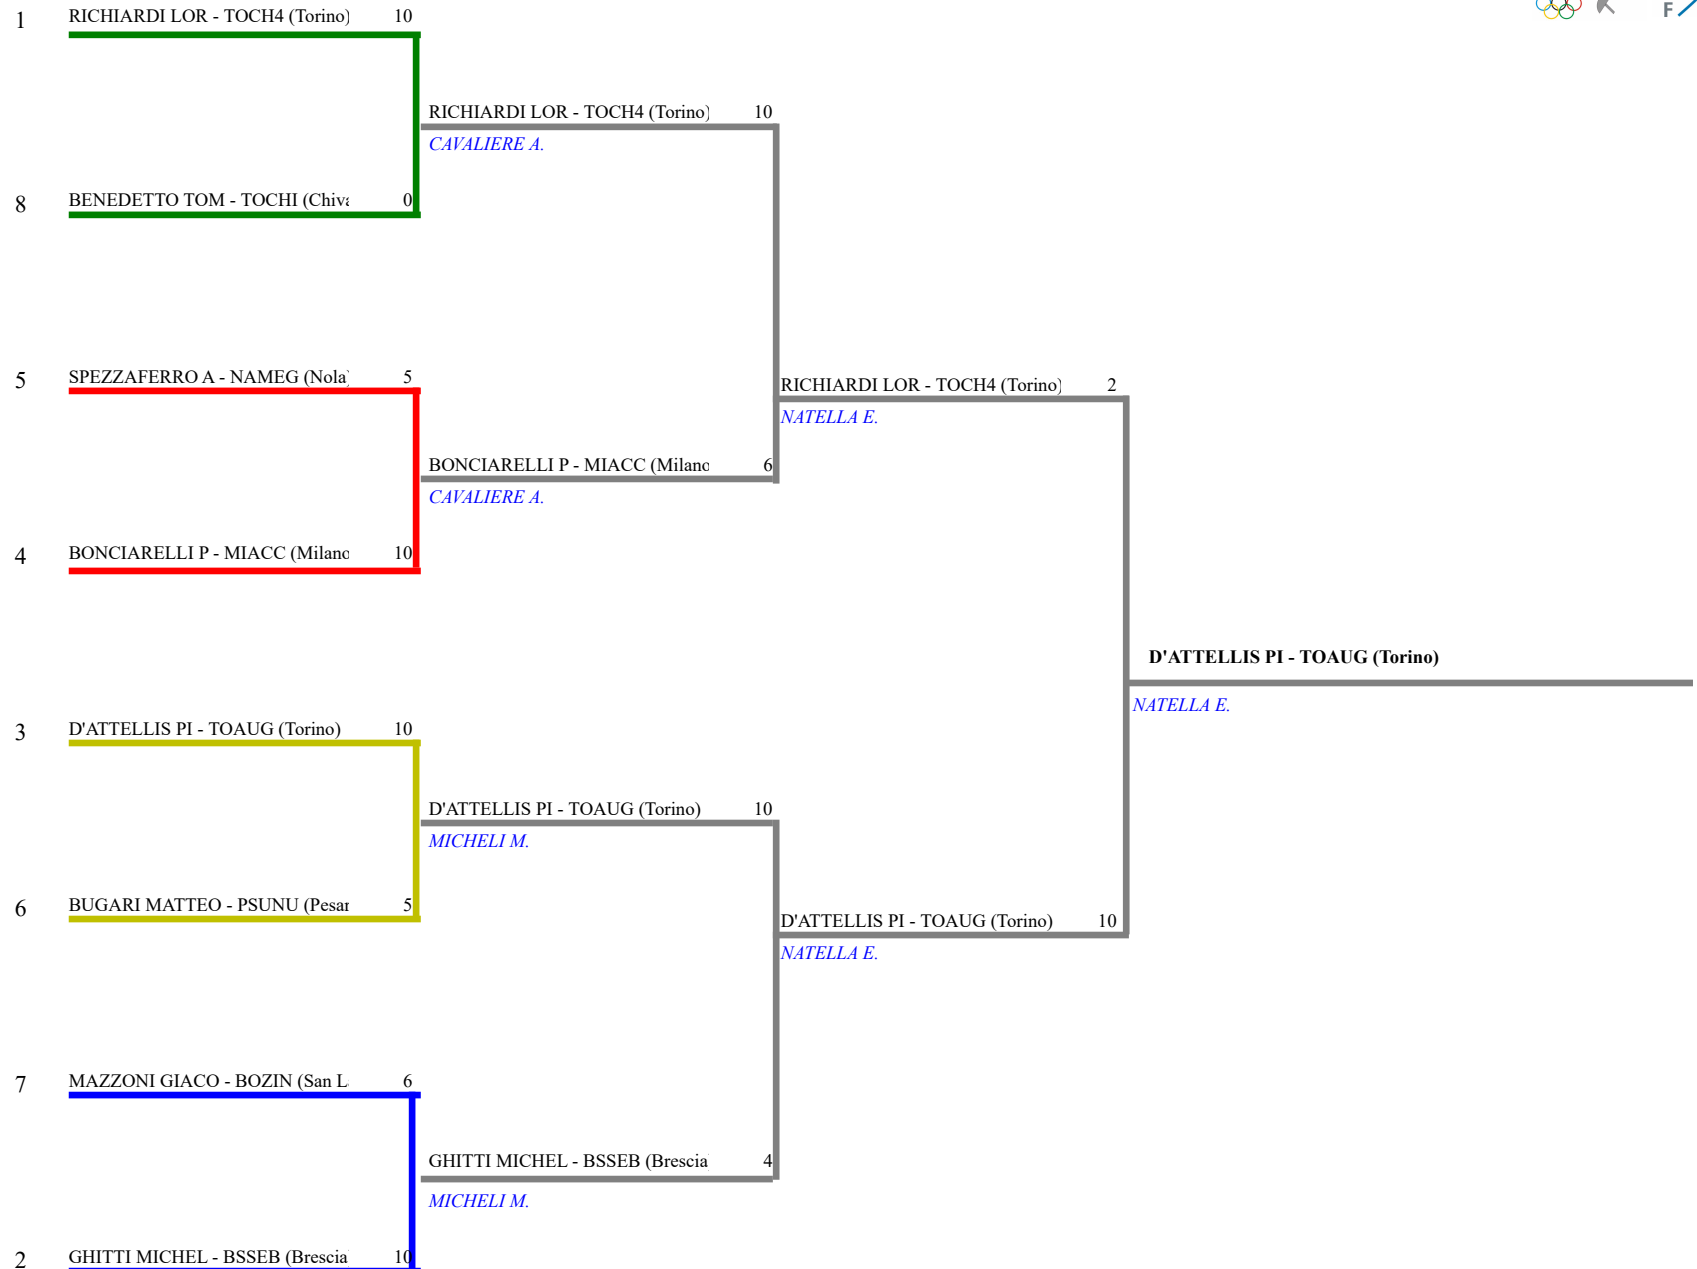 1 RICHIARDI LOR - TOCH4 (Torino) 10
RICHIARDI LOR - TOCH4 (Torino) 10
CAVALIERE A.
8 BENEDETTO TOM - TOCHI (Chiva 0
5 SPEZZAFERRO A - NAMEG (Nola) 5
RICHIARDI LOR - TOCH4 (Torino) 2
NATELLA E.
BONCIARELLI P - MIACC (Milano 6
CAVALIERE A.
4 BONCIARELLI P - MIACC (Milano 10
D'ATTELLIS PI - TOAUG (Torino)
NATELLA E.
3 D'ATTELLIS PI - TOAUG (Torino) 10
D'ATTELLIS PI - TOAUG (Torino) 10
MICHELI M.
6 BUGARI MATTEO - PSUNU (Pesar 5
D'ATTELLIS PI - TOAUG (Torino) 10
NATELLA E.
7 MAZZONI GIACO - BOZIN (San L 6
GHITTI MICHEL - BSSEB (Brescia 4
MICHELI M.
2 GHITTI MICHEL - BSSEB (Brescia 10
F